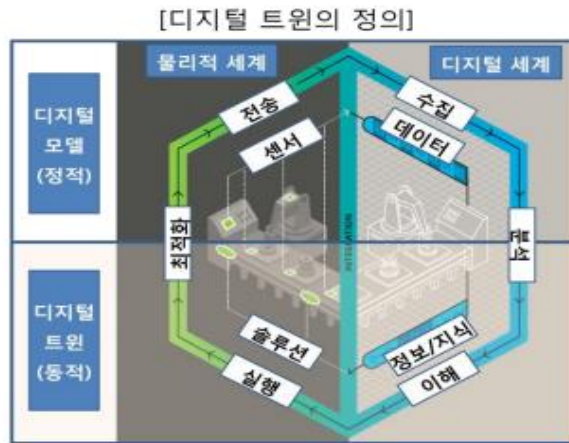 [디지털 트윈의 정의]
물리적 세계
디지털 세계
디지털
모델
(정적)
전송
수집
센서
데이터
최적화
INTEGRATION
분석
디지털
트윈
(동적)
솔루션
정보/지식
실행
이해